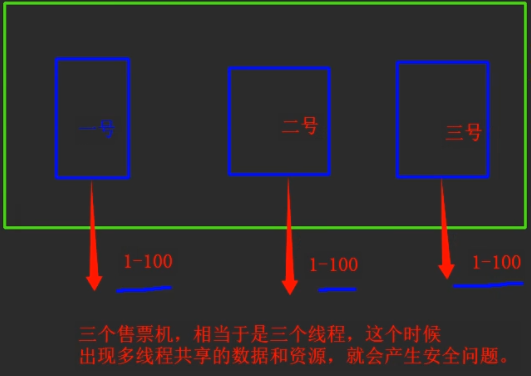 一号
二号
三号
1-100
1-100
1-100
三个售票机，相当于是三个线程，这个时候
出现多线程共享的数据和资源，就会产生安全问题。